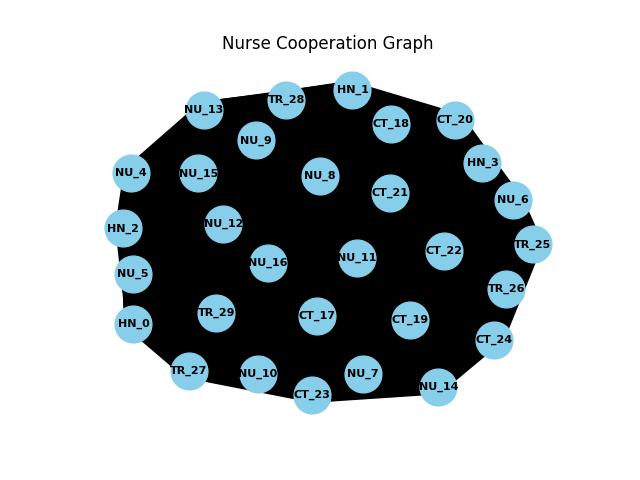 Nurse Cooperation Graph
HN_1
TR_28
NU_13
CT_20
CT_18
NU_9
HN_3
NU_4
NU_15
NU_8
CT_21
NU_6
NU_12
HN_2
TR_25
CT_22
NU_11
NU_16
NU_5
TR_26
TR_29
CT_17
CT_19
HN_0
CT_24
TR_27
NU_10
NU_7
NU_14
CT_23